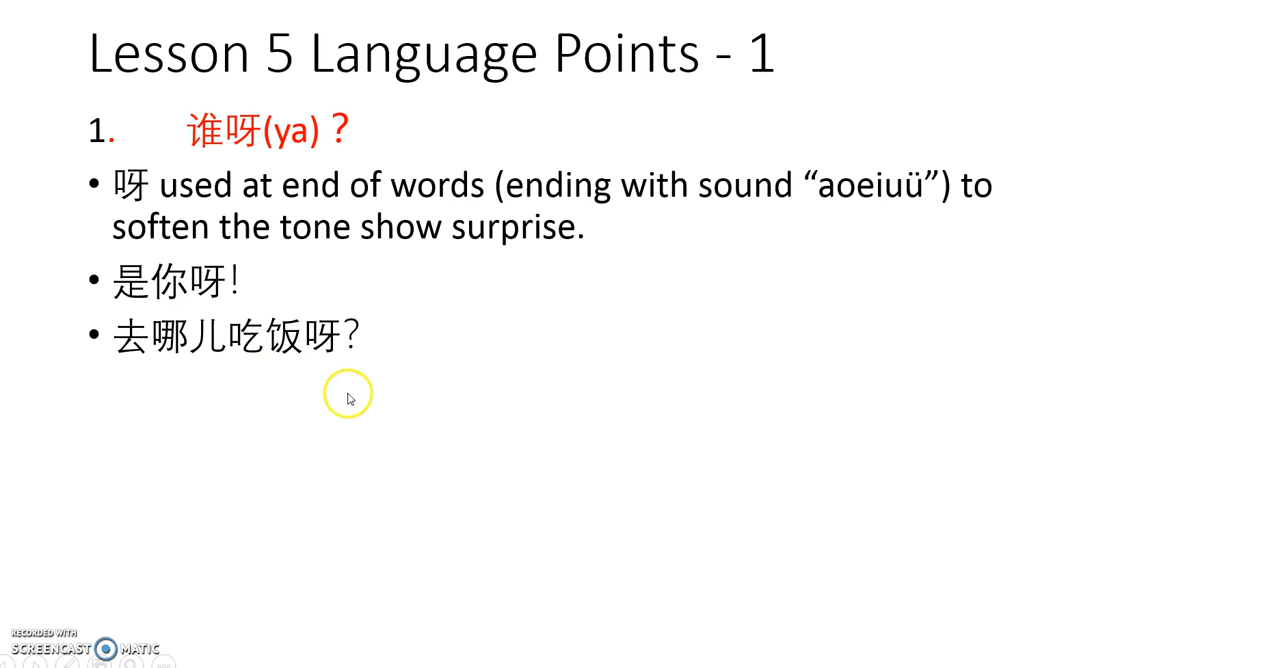 Lesson 5 Language Points - 1
1. 谁呀(ya)？
• 呀 used at end of words (ending with sound “aoeiuü”) to
soften the tone show surprise.
• 是你呀!
• 去哪儿吃饭呀?
RECORDED WITH
SCREENCAST MATIC